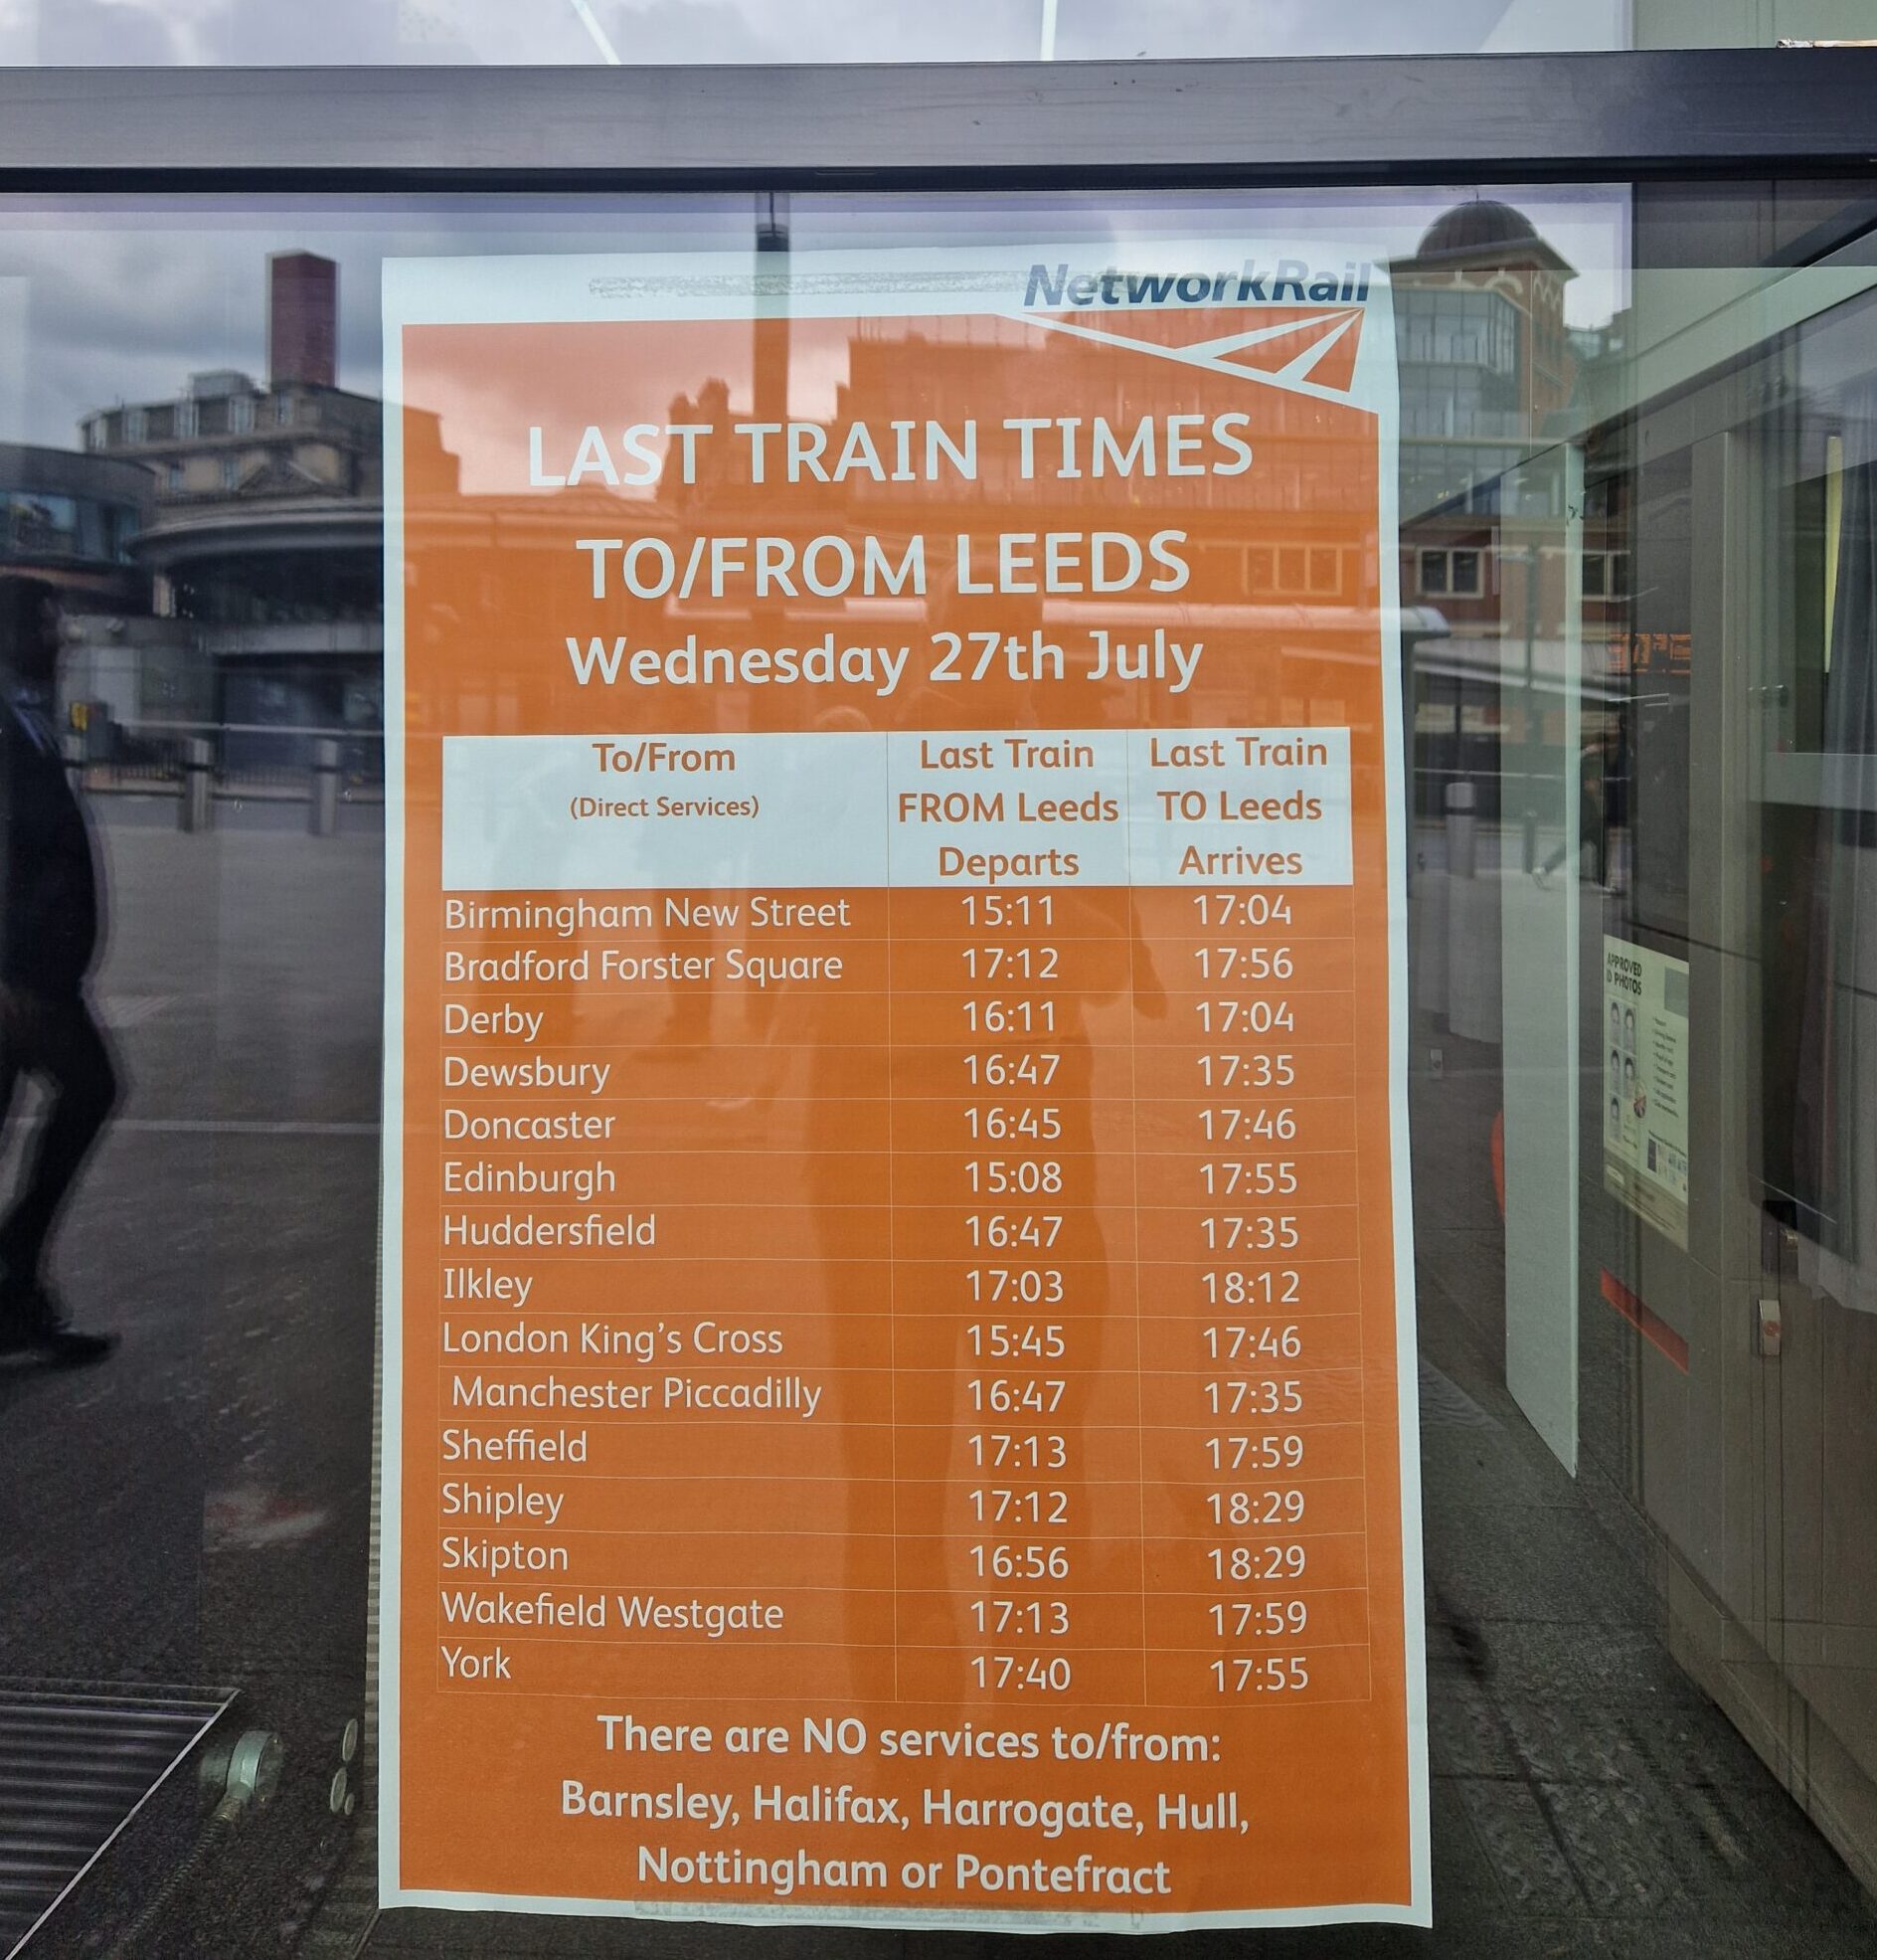 NetworkRail
LAST TRAIN TIMES
TO/FROM LEEDS
Wednesday 27th July
To/From (Direct Services) Last Train FROM Leeds Departs Last Train TO Leeds Arrives
Birmingham New Street 15:11 17:04
Bradford Forster Square 17:12 17:56
Derby 16:11 17:04
Dewsbury 16:47 17:35
Doncaster 16:45 17:46
Edinburgh 15:08 17:55
Huddersfield 16:47 17:35
Ilkley 17:03 18:12
London King's Cross 15:45 17:46
Manchester Piccadilly 16:47 17:35
Sheffield 17:13 17:59
Shipley 17:12 18:29
Skipton 16:56 18:29
Wakefield Westgate 17:13 17:59
York 17:40 17:55
There are NO services to/from:
Barnsley, Halifax, Harrogate, Hull,
Nottingham or Pontefract
APPROVED
PHOTOS